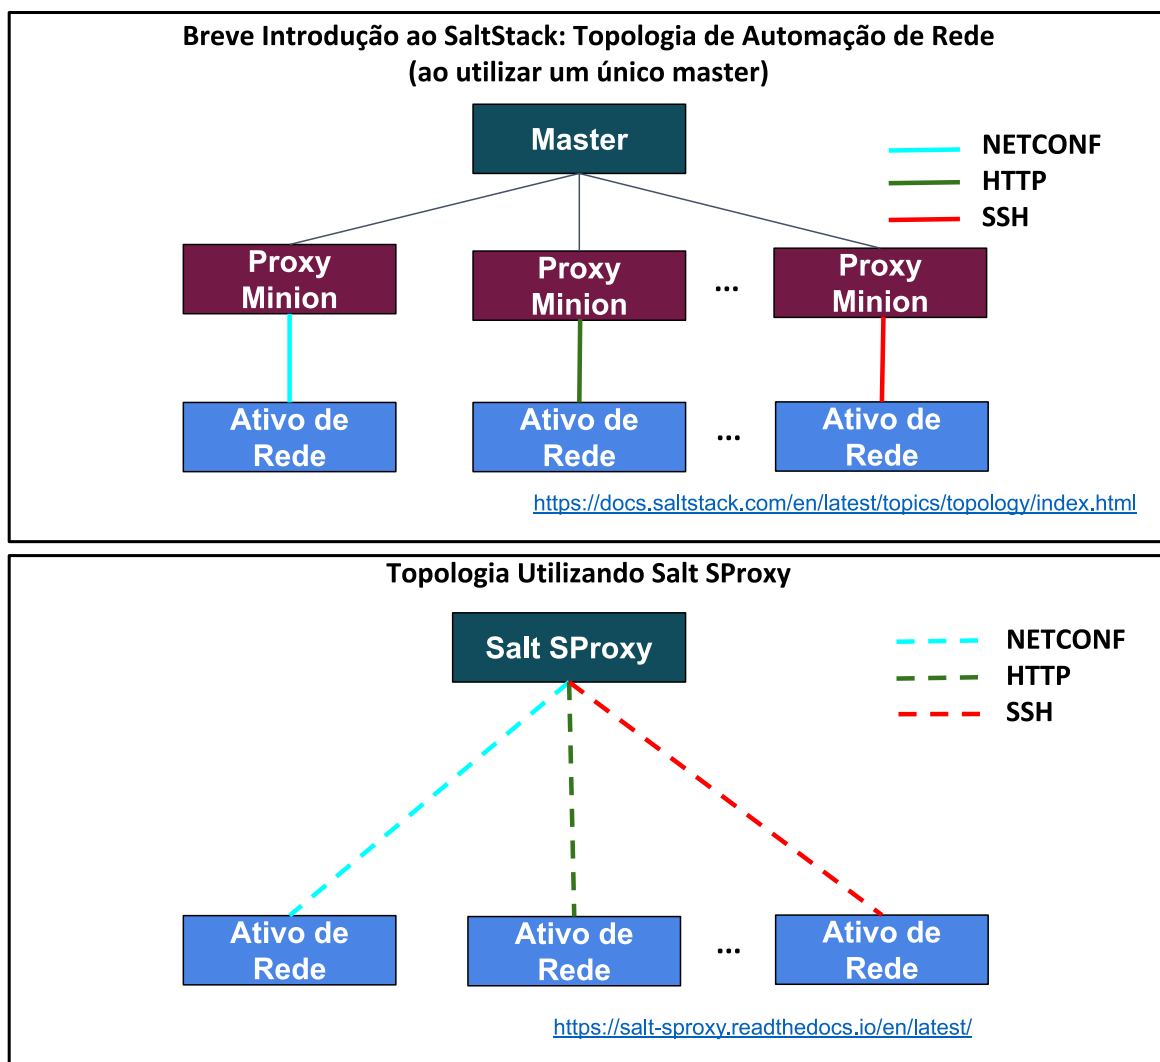 Breve Introdução ao SaltStack: Topologia de Automação de Rede
(ao utilizar um único master)
Master
NETCONF
HTTP
SSH
Proxy
Minion
Proxy
Minion
...
Proxy
Minion
Ativo de
Rede
Ativo de
Rede
...
Ativo de
Rede
https://docs.saltstack.com/en/latest/topics/topology/index.html
Topologia Utilizando Salt SProxy
Salt SProxy
NETCONF
HTTP
SSH
Ativo de
Rede
Ativo de
Rede
...
Ativo de
Rede
https://salt-sproxy.readthedocs.io/en/latest/